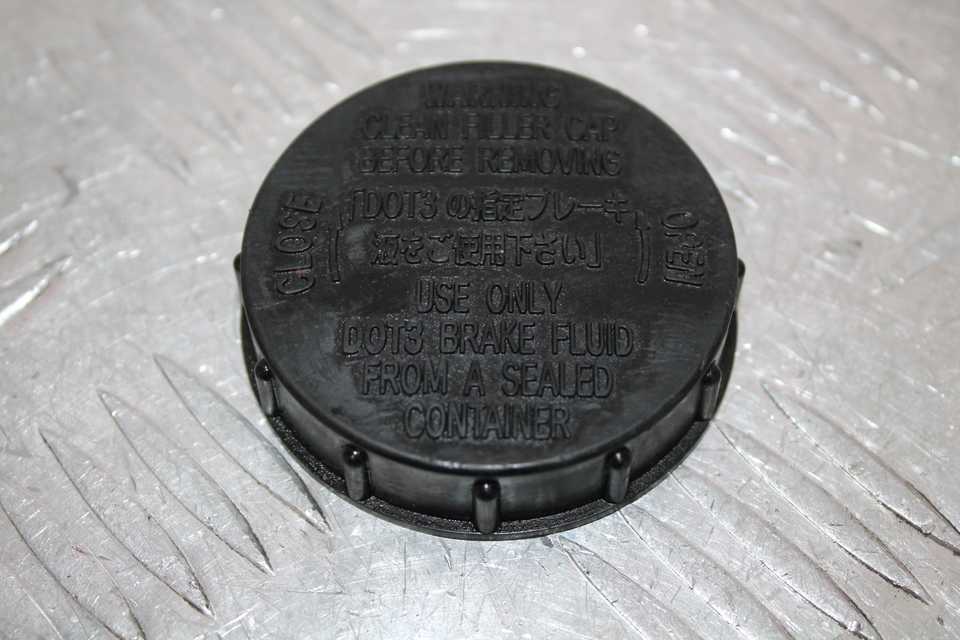 WARNING
CLEAN FILLER CAP
BEFORE REMOVING
CLOSE
「DOT3 の指定ブレーキ
液をご使用下さい」
OPEN
USE ONLY
DOT3 BRAKE FLUID
FROM A SEALED
CONTAINER